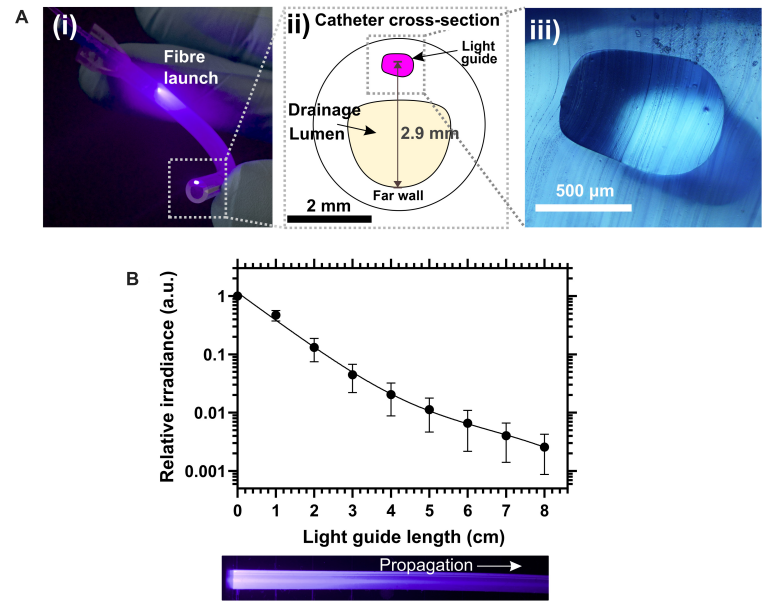 A
(i)
Fibre
launch
ii)
Catheter cross-section
Light
guide
Drainage
Lumen
2.9 mm
Far wall
2 mm
iii)
500 μm
B
Relative irradiance (a.u.)
1
0.1
0.01
0.001
0 1 2 3 4 5 6 7 8
Light guide length (cm)
Propagation